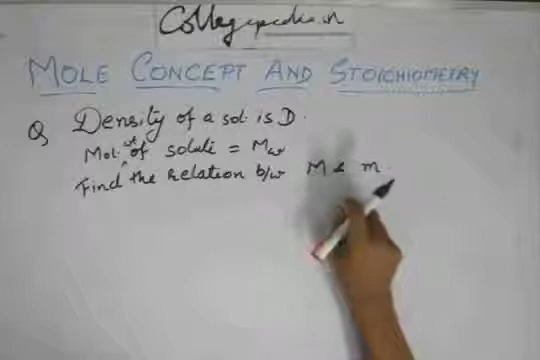 Collegepedia.in
MOLE CONCEPT AND STOICHIOMETRY
Q Density of a sol. is D.
Mol. wt of solute = Mw
Find the relation b/w M & m.